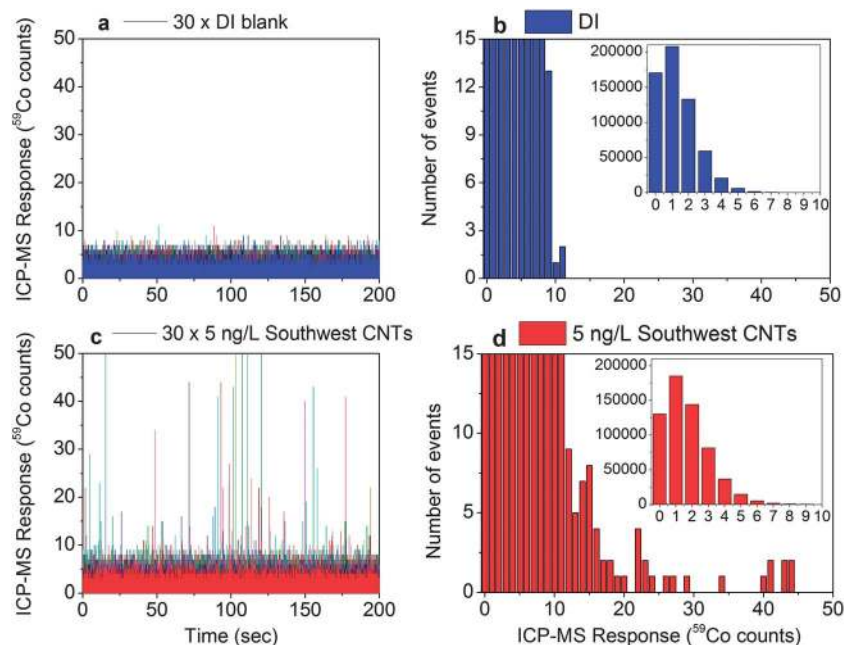 a
30 x DI blank
ICP-MS Response (⁵⁹Co counts)
50
40
30
20
10
0
0 50 100 150 200
b
DI
Number of events
15
12
9
6
3
0
0 10 20 30 40 50
200000
150000
100000
50000
0
0 1 2 3 4 5 6 7 8 9 10
c
30 x 5 ng/L Southwest CNTs
ICP-MS Response (⁵⁹Co counts)
50
40
30
20
10
0
0 50 100 150 200
Time (sec)
d
5 ng/L Southwest CNTs
Number of events
15
10
5
0
0 10 20 30 40 50
ICP-MS Response (⁵⁹Co counts)
200000
150000
100000
50000
0
0 1 2 3 4 5 6 7 8 9 10